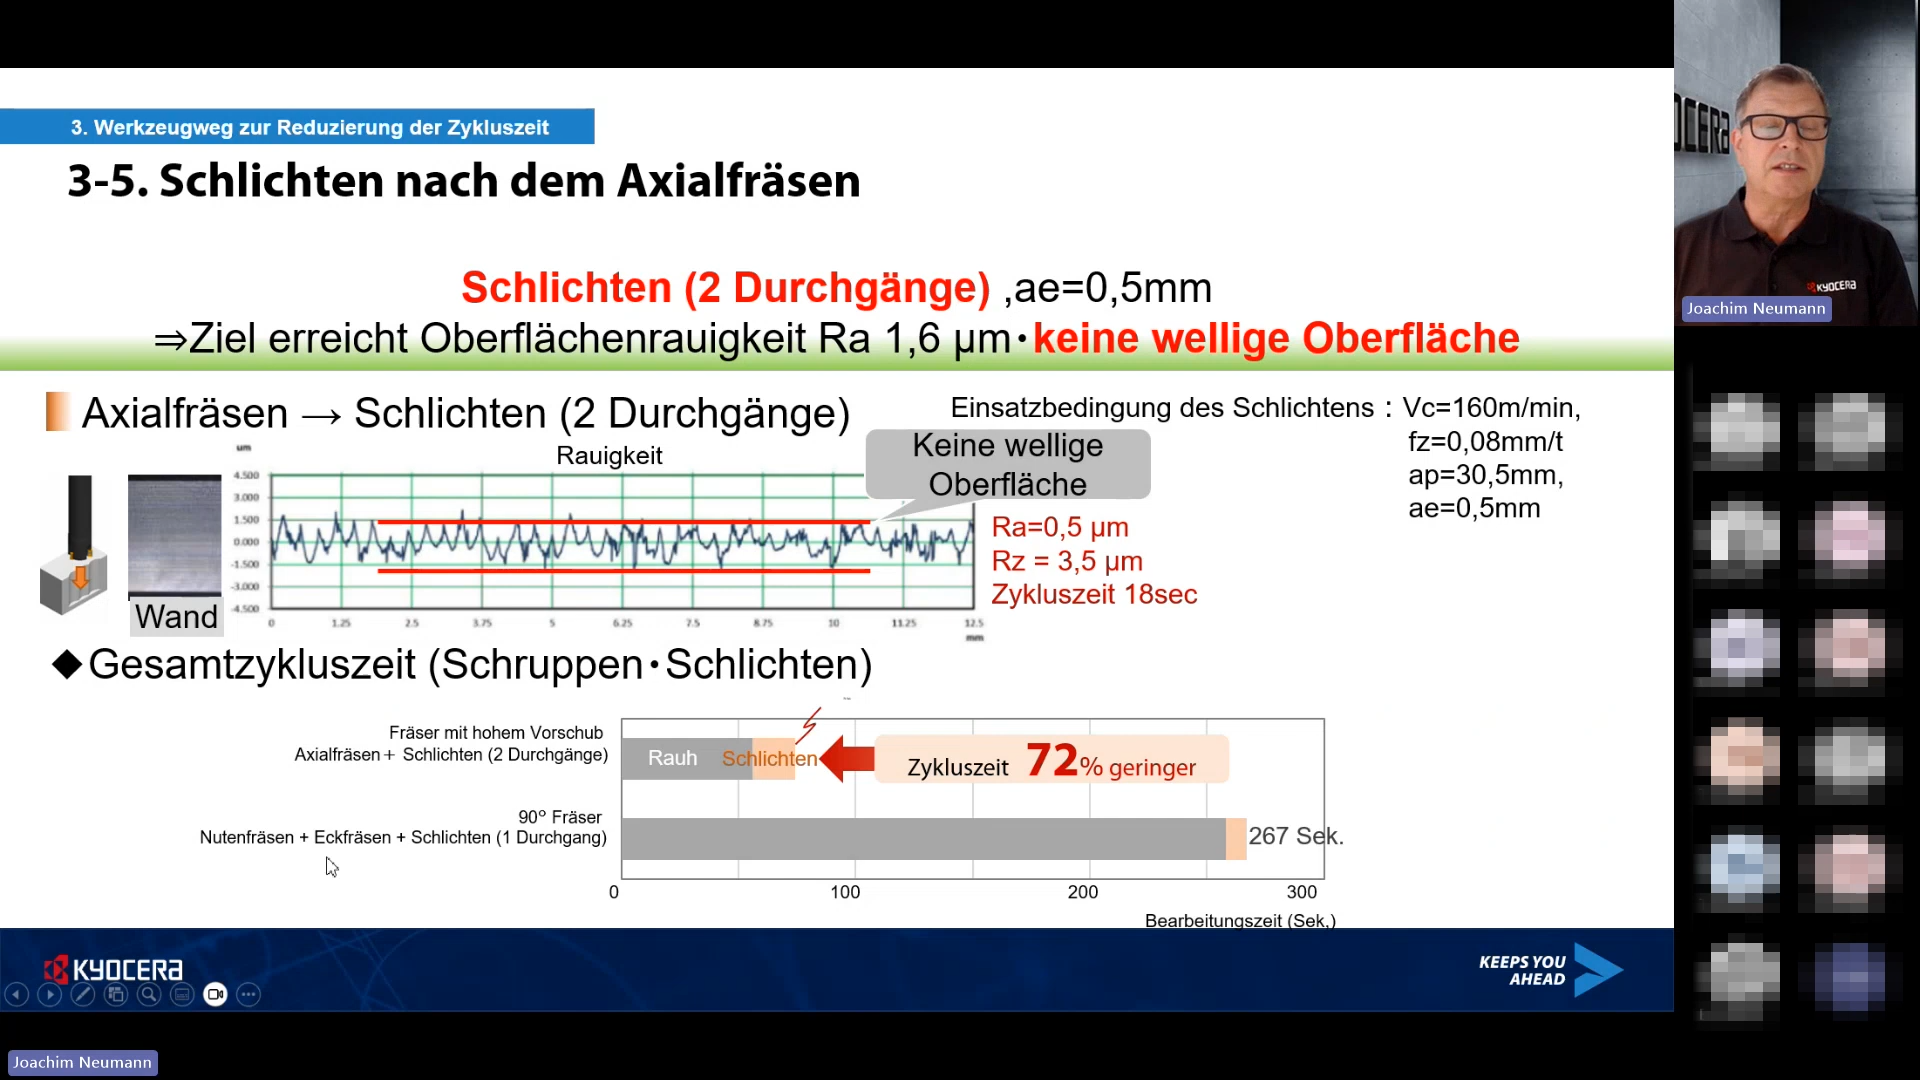 3. Werkzeugweg zur Reduzierung der Zykluszeit
3-5. Schlichten nach dem Axialfräsen
Schlichten (2 Durchgänge) ,ae=0,5mm
⇒Ziel erreicht Oberflächenrauigkeit Ra 1,6 µm・keine wellige Oberfläche
Axialfräsen → Schlichten (2 Durchgänge)
Einsatzbedingung des Schlichtens：Vc=160m/min,
fz=0,08mm/t
ap=30,5mm,
ae=0,5mm
Keine wellige
Oberfläche
um
Rauigkeit
4.500
3.000
1.500
0.000
-1.500
-3.000
-4.500
0 1.25 2.5 3.75 5 6.25 7.5 8.75 10 11.25 12.5
mm
Wand
Ra=0,5 µm
Rz = 3,5 µm
Zykluszeit 18sec
◆Gesamtzykluszeit (Schruppen・Schlichten)
Fräser mit hohem Vorschub
Axialfräsen＋ Schlichten (2 Durchgänge)
Rauh
Schlichten
Zykluszeit 72% geringer
90° Fräser
Nutenfräsen + Eckfräsen + Schlichten (1 Durchgang)
267 Sek.
0 100 200 300
Bearbeitungszeit (Sek,)
KYOCERA
KEEPS YOU
AHEAD
Joachim Neumann
OCERA
KYOCERA
Joachim Neumann